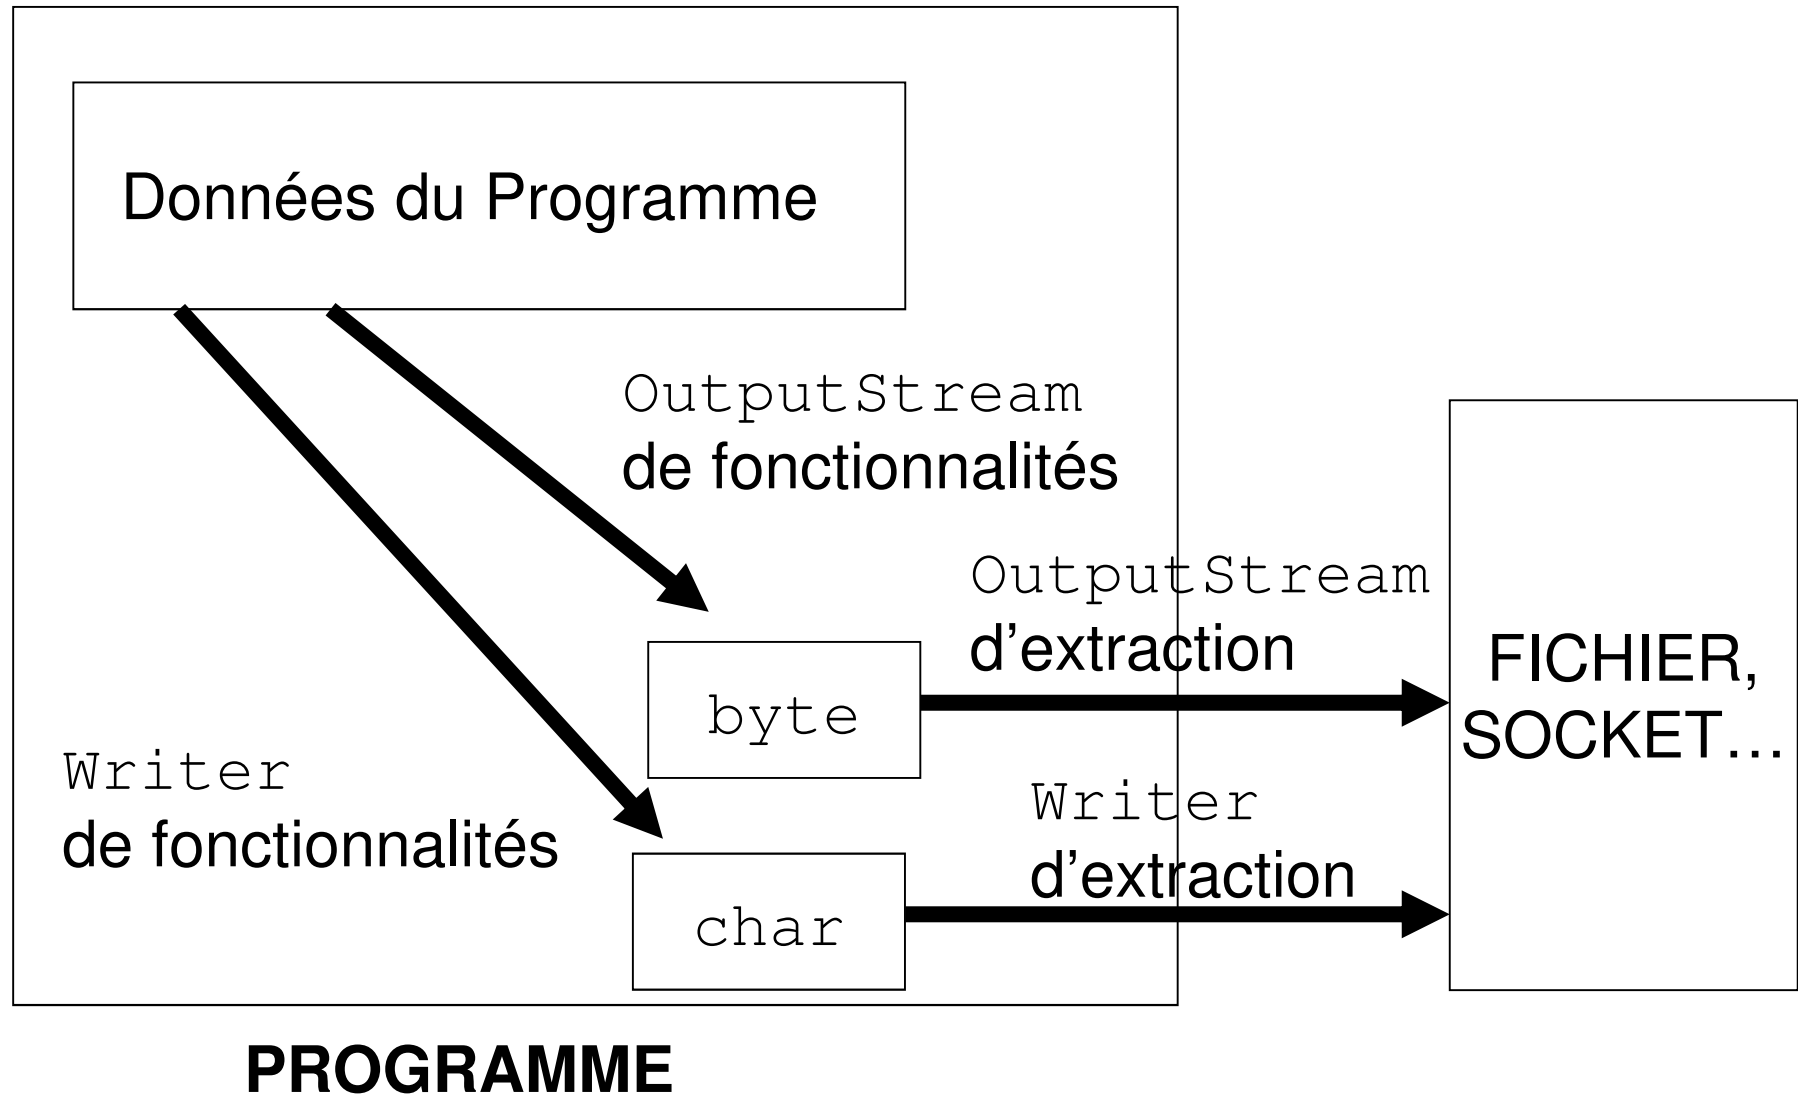 Données du Programme
OutputStream
de fonctionnalités
OutputStream
d’extraction
FICHIER,
SOCKET…
byte
Writer
de fonctionnalités
Writer
d’extraction
char
PROGRAMME